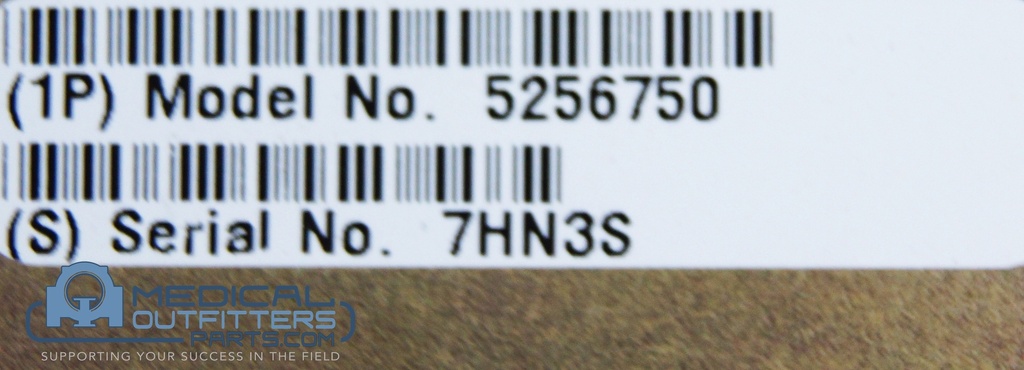 (1P) Model No. 5256750
(S) Serial No. 7HN3S
MEDICAL
OUTFITTERS
PARTS.COM
SUPPORTING YOUR SUCCESS IN THE FIELD